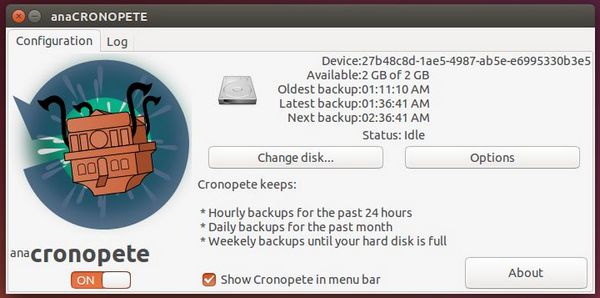 anaCRONOPETE
Configuration Log
Device:27b48c8d-1ae5-4987-ab5e-e6995330b3e5
Available:2 GB of 2 GB
Oldest backup:01:11:10 AM
Latest backup:01:36:41 AM
Next backup:02:36:41 AM
Status: Idle
Change disk... Options
Cronopete keeps:
* Hourly backups for the past 24 hours
* Daily backups for the past month
* Weekly backups until your hard disk is full
anacronopete
ON
Show Cronopete in menu bar
About